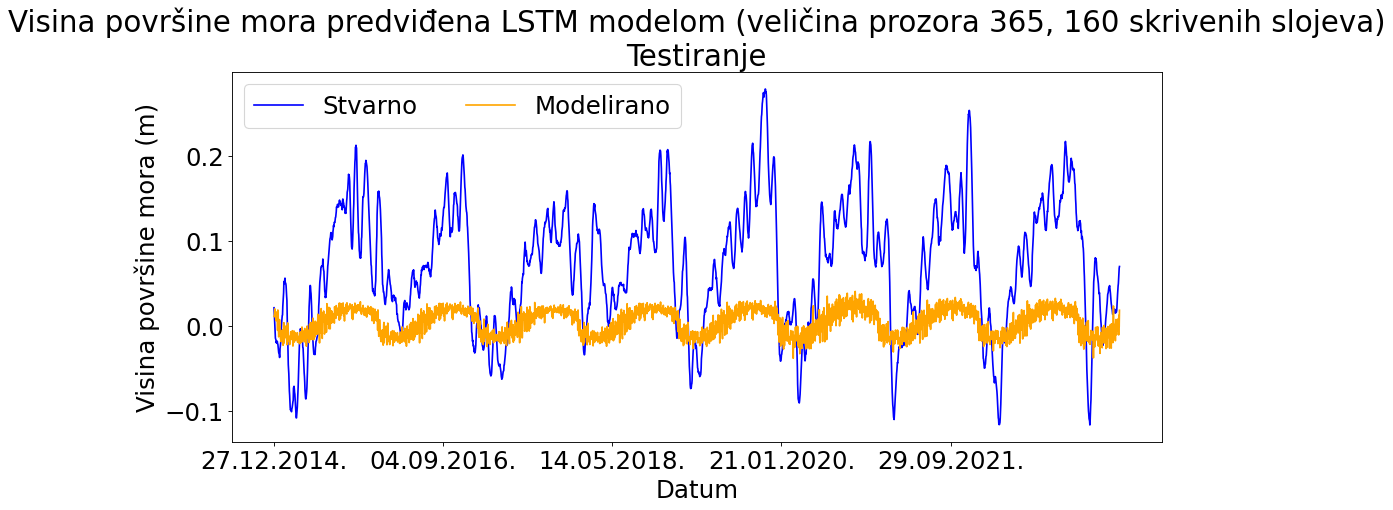 Visina površine mora predviđena LSTM modelom (veličina prozora 365, 160 skrivenih slojeva)
Testiranje
Stvarno
Modelirano
Visina površine mora (m)
0.2
0.1
0.0
−0.1
27.12.2014.
04.09.2016.
14.05.2018.
21.01.2020.
29.09.2021.
Datum